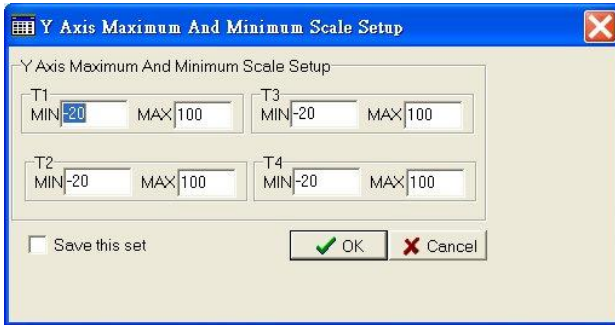 Y Axis Maximum And Minimum Scale Setup
Y Axis Maximum And Minimum Scale Setup
T1
MIN -20 MAX 100
T3
MIN -20 MAX 100
T2
MIN -20 MAX 100
T4
MIN -20 MAX 100
Save this set
OK
Cancel